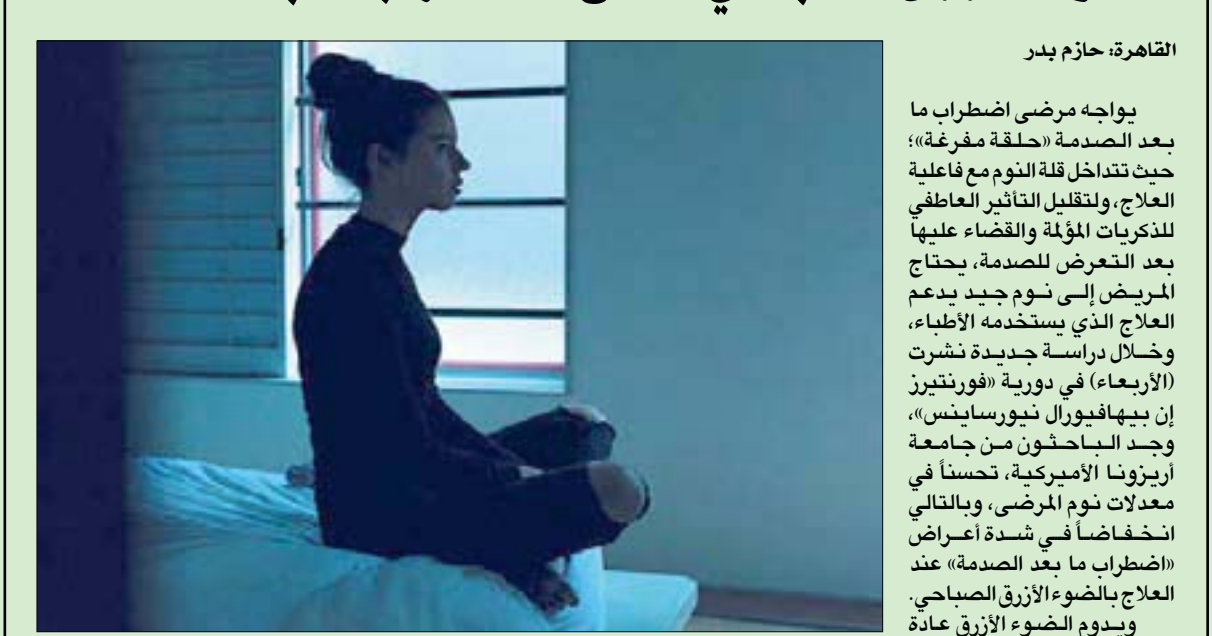 القاهرة: حازم بدر
يواجه مرضى اضطراب ما
بعد الصدمة «حلقة مفرغة»؛
حيث تتداخل قلة النوم مع فاعلية
العلاج، ولتقليل التأثير العاطفي
للذكريات المؤلمة والقضاء عليها
بعد التعرض للصدمة، يحتاج
المريض إلى نوم جيد يدعم
العلاج الذي يستخدمه الأطباء،
وخلال دراسة جديدة نشرت
(الأربعاء) في دورية «فورنتيرز
إن بيهافيورال نيورساينس»،
وجد الباحثون من جامعة
أريزونا الأميركية، تحسناً في
معدلات نوم المرضى، وبالتالي
انخفاضاً في شدة أعراض
«اضطراب ما بعد الصدمة» عند
العلاج بالضوء الأزرق الصباحي.
ويدوم الضوء الأزرق عادة